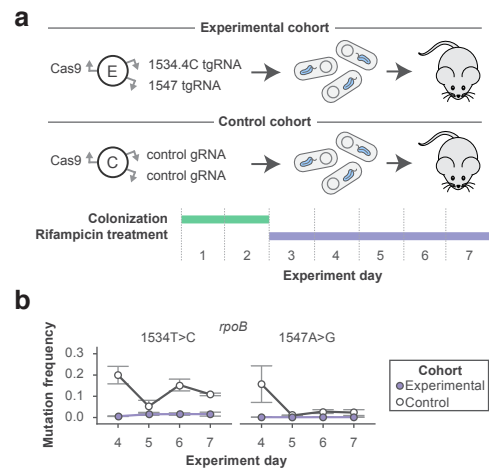 a
Experimental cohort
Cas9 E 1534.4C tgRNA
1547 tgRNA
Control cohort
Cas9 C control gRNA
control gRNA
Colonization
Rifampicin treatment
1 2 3 4 5 6 7
Experiment day
b
rpoB
1534T>C 1547A>G
Mutation frequency
0.3
0.2
0.1
0.0
4 5 6 7 4 5 6 7
Experiment day
Cohort
Experimental
Control